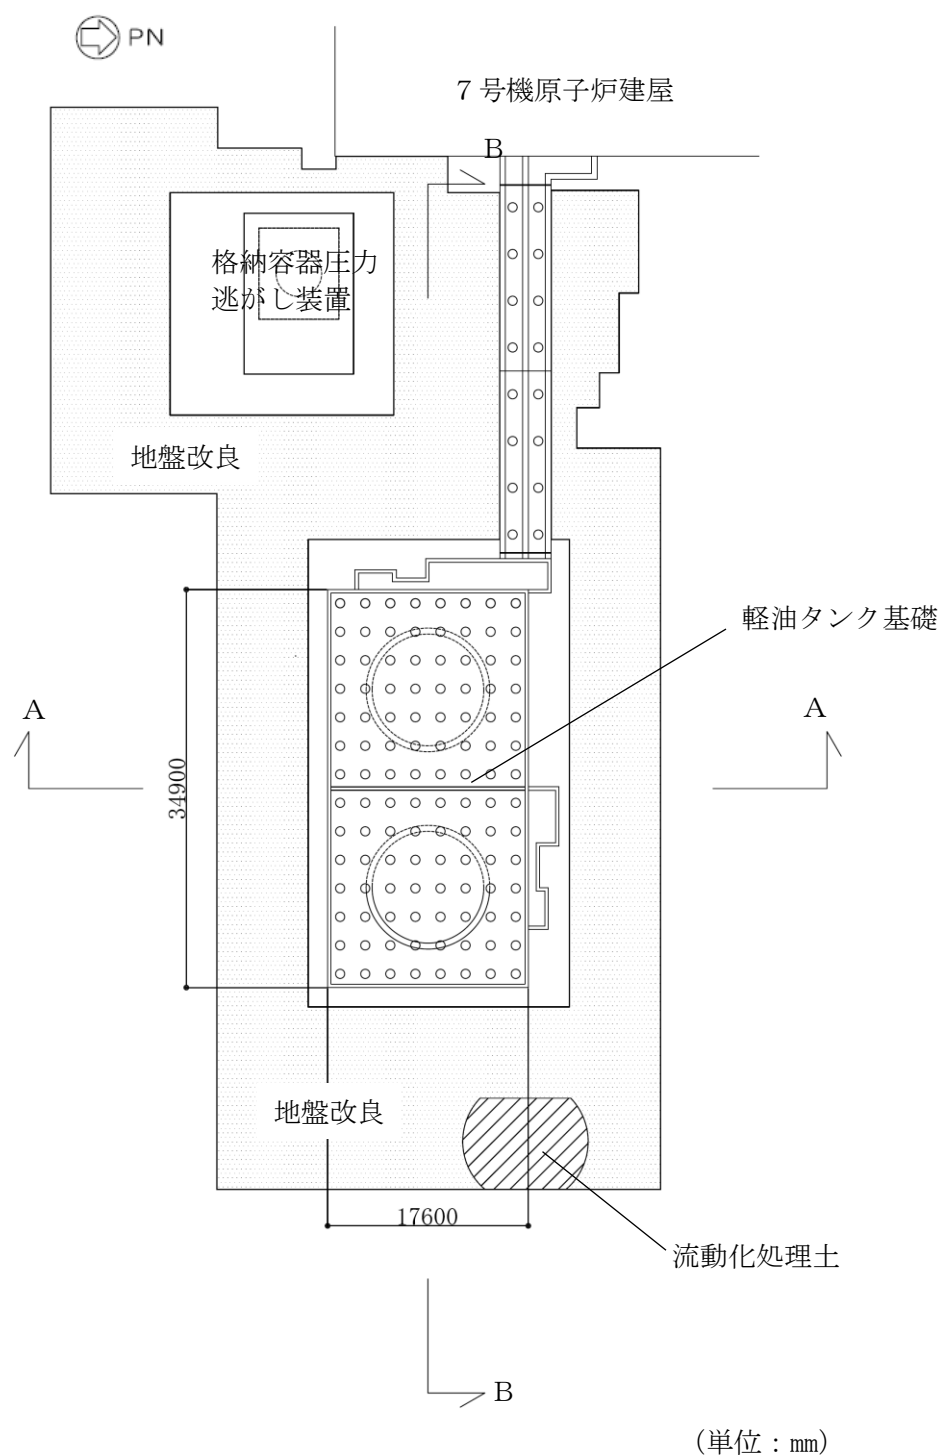 PN
7号機原子炉建屋
B
格納容器圧力
逃がし装置
地盤改良
軽油タンク基礎
A
A
34900
地盤改良
17600
流動化処理土
B
(単位：㎜)